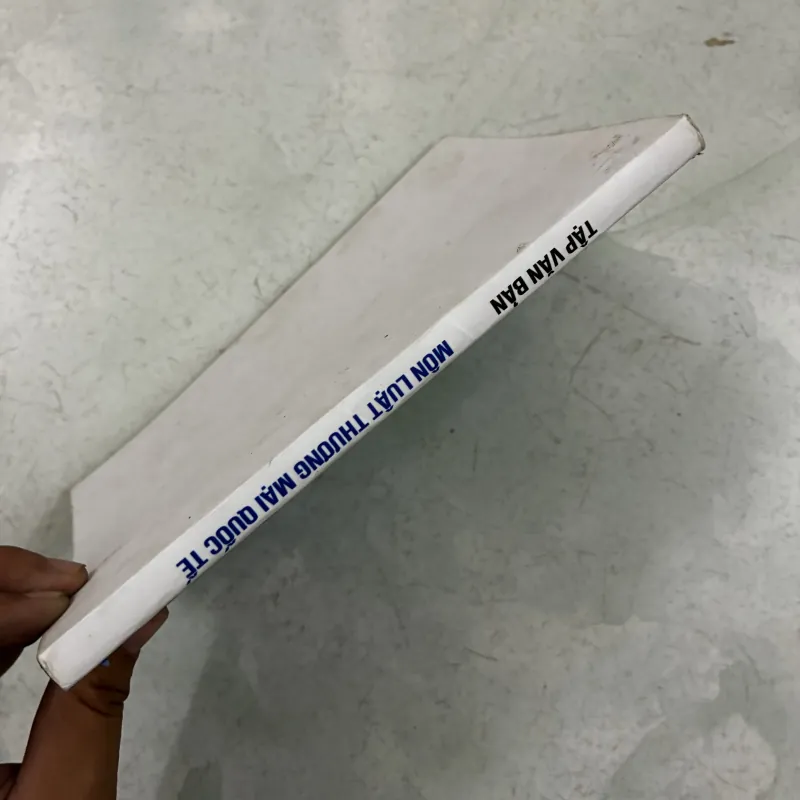 TẬP VĂN BẢN
MÔN LUẬT THƯƠNG MẠI QUỐC TẾ